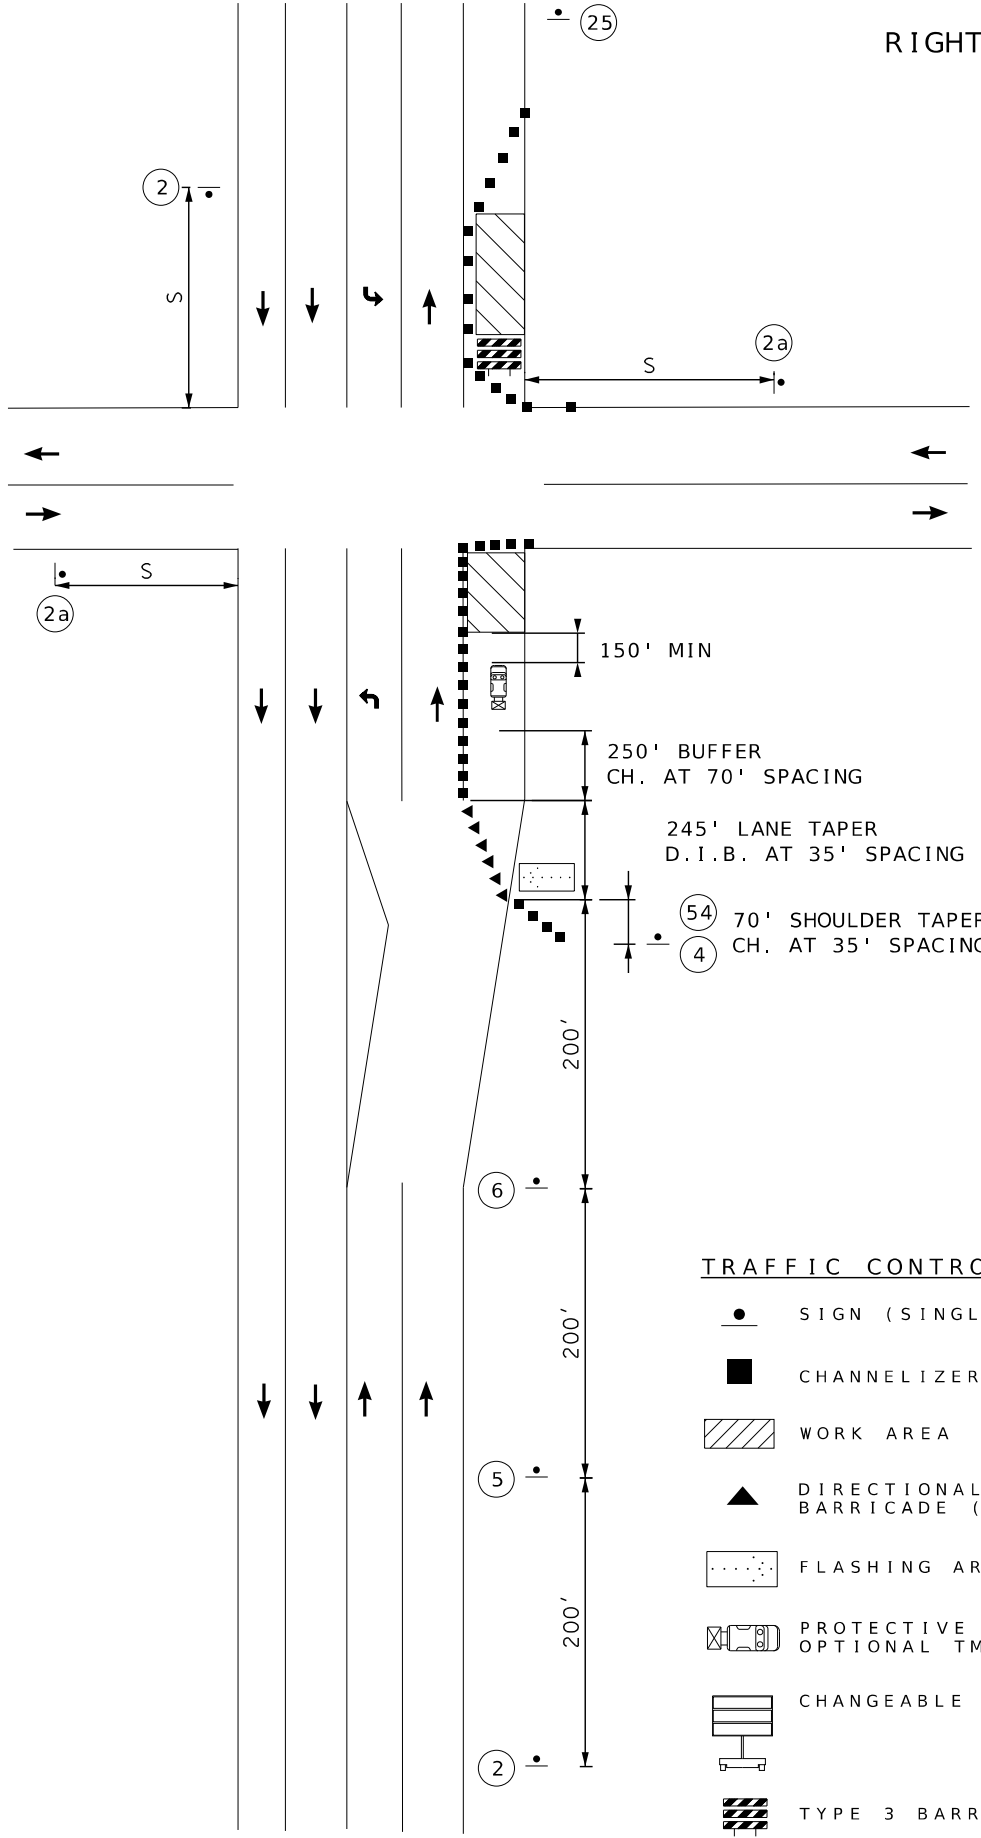 25
RIGHT
2
S
2a
S
S
2a
150' MIN
250' BUFFER
CH. AT 70' SPACING
245' LANE TAPER
D.I.B. AT 35' SPACING
54
70' SHOULDER TAPER
4
CH. AT 35' SPACING
200'
6
200'
5
200'
2
TRAFFIC CONTRO
SIGN (SINGL
CHANNELIZER
WORK AREA
DIRECTIONAL
BARRICADE (
FLASHING AR
PROTECTIVE
OPTIONAL TM
CHANGEABLE
TYPE 3 BARR